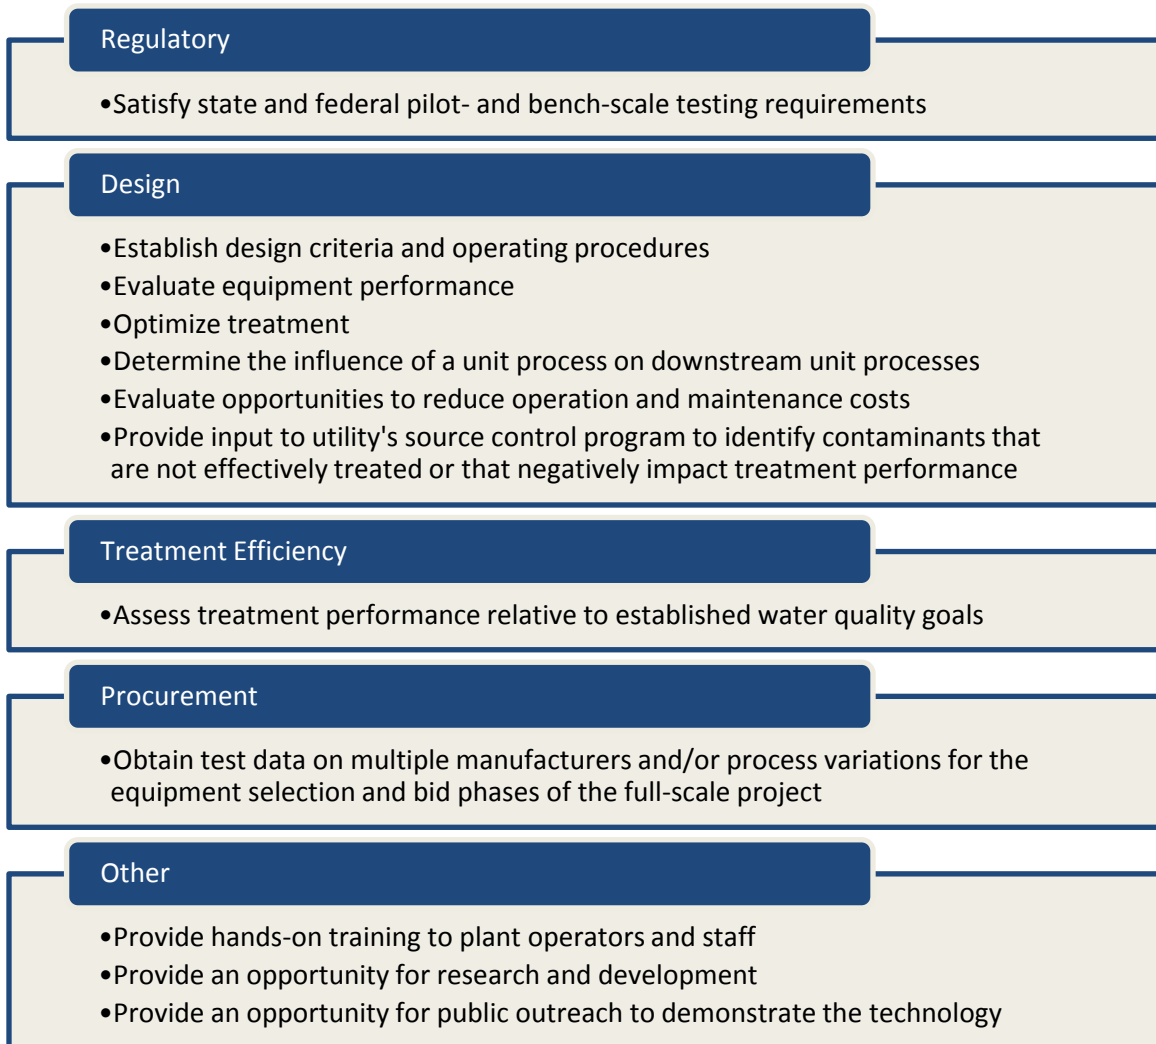 Regulatory
•Satisfy state and federal pilot- and bench-scale testing requirements
Design
•Establish design criteria and operating procedures
•Evaluate equipment performance
•Optimize treatment
•Determine the influence of a unit process on downstream unit processes
•Evaluate opportunities to reduce operation and maintenance costs
•Provide input to utility's source control program to identify contaminants that
are not effectively treated or that negatively impact treatment performance
Treatment Efficiency
•Assess treatment performance relative to established water quality goals
Procurement
•Obtain test data on multiple manufacturers and/or process variations for the
equipment selection and bid phases of the full-scale project
Other
•Provide hands-on training to plant operators and staff
•Provide an opportunity for research and development
•Provide an opportunity for public outreach to demonstrate the technology